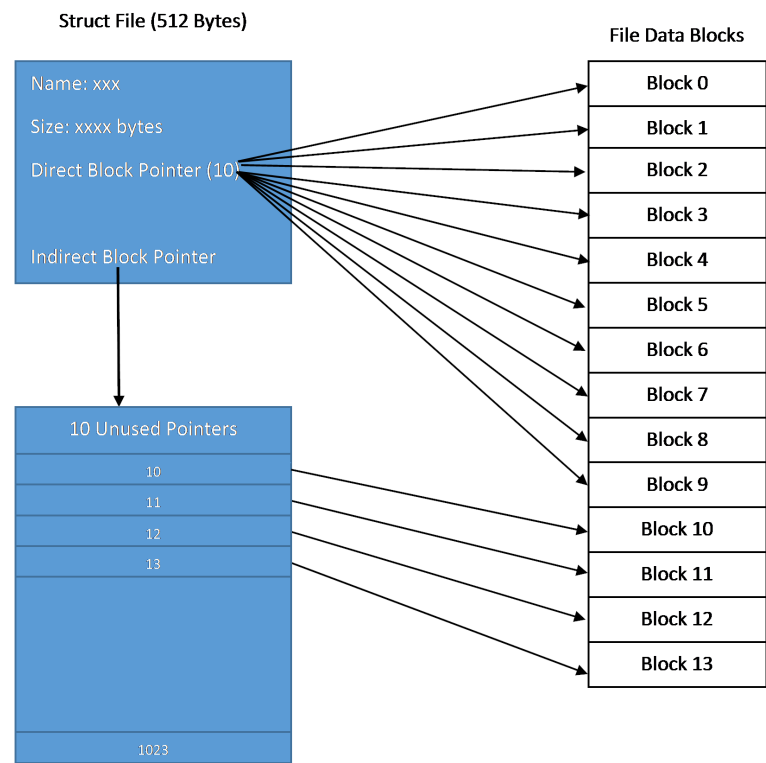 Struct File (512 Bytes)
Name: xxx
Size: xxxx bytes
Direct Block Pointer (10)
Indirect Block Pointer
10 Unused Pointers
10
11
12
13
1023
File Data Blocks
Block 0
Block 1
Block 2
Block 3
Block 4
Block 5
Block 6
Block 7
Block 8
Block 9
Block 10
Block 11
Block 12
Block 13